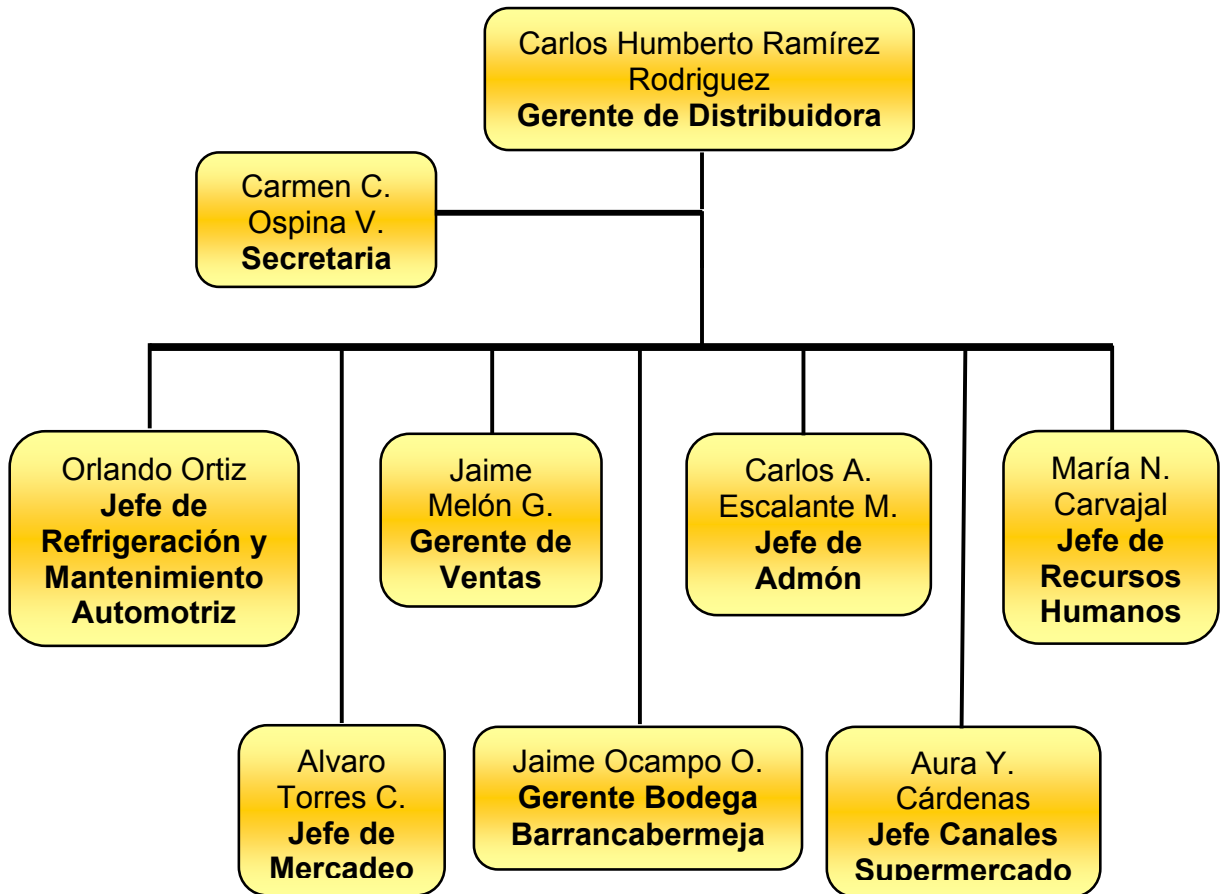 Carlos Humberto Ramírez
Rodriguez
Gerente de Distribuidora
Carmen C.
Ospina V.
Secretaria
Orlando Ortiz
Jefe de
Refrigeración y
Mantenimiento
Automotriz
Jaime
Melón G.
Gerente de
Ventas
Carlos A.
Escalante M.
Jefe de
Admón
María N.
Carvajal
Jefe de
Recursos
Humanos
Alvaro
Torres C.
Jefe de
Mercadeo
Jaime Ocampo O.
Gerente Bodega
Barrancabermeja
Aura Y.
Cárdenas
Jefe Canales
Supermercado